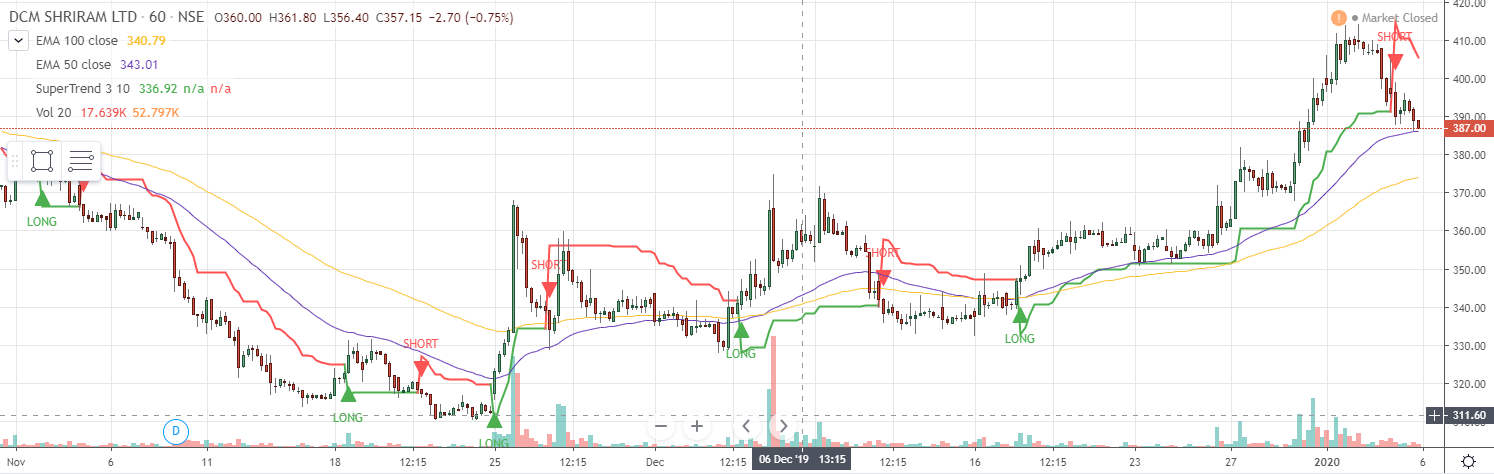 DCM SHRIRAM LTD · 60 · NSE O360.00 H361.80 L356.40 C357.15 −2.70 (−0.75%)
420.00
! Market Closed
EMA 100 close 340.79
SHORT
410.00
EMA 50 close 343.01
400.00
SuperTrend 3 10 336.92 n/a n/a
Vol 20 17.639K 52.797K
390.00
387.00
380.00
370.00
LONG
360.00
SHORT
SHORT
350.00
340.00
LONG
SHORT
LONG
330.00
320.00
LONG
311.60
D
LONG
Nov 6 11 18 12:15 25 12:15 Dec 12:15 06 Dec '19 13:15 12:15 16 12:15 23 27 2020 6